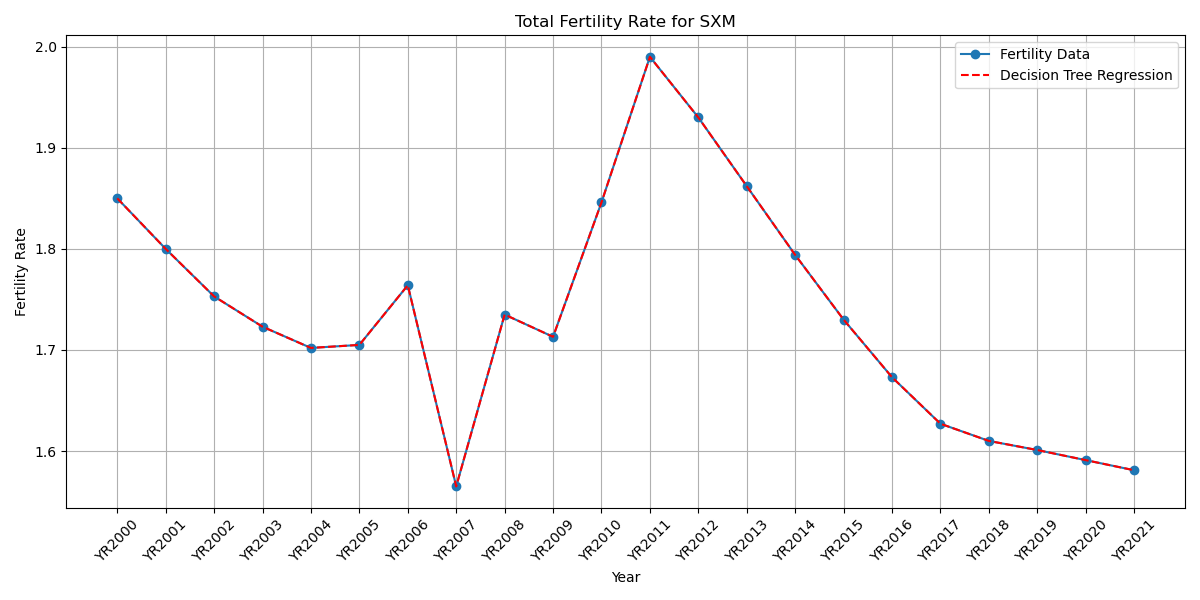 Total Fertility Rate for SXM
Fertility Data
Decision Tree Regression
Fertility Rate
2.0
1.9
1.8
1.7
1.6
YR2000
YR2001
YR2002
YR2003
YR2004
YR2005
YR2006
YR2007
YR2008
YR2009
YR2010
YR2011
YR2012
YR2013
YR2014
YR2015
YR2016
YR2017
YR2018
YR2019
YR2020
YR2021
Year